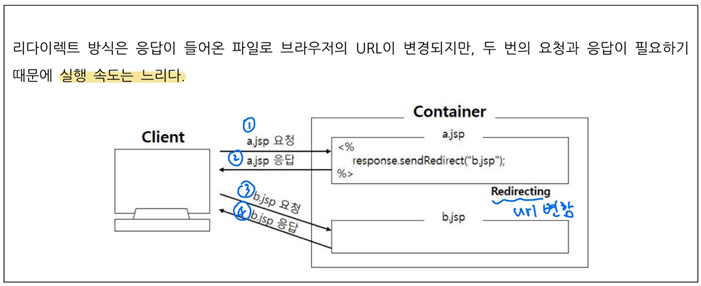 리다이렉트 방식은 응답이 들어온 파일로 브라우저의 URL이 변경되지만, 두 번의 요청과 응답이 필요하기
때문에 실행 속도는 느리다.
Container
Client
①
a.jsp 요청
② a.jsp 응답
③ b.jsp 요청
④ b.jsp 응답
a.jsp
<%
response.sendRedirect("b.jsp");
%>
Redirecting
url 변함
b.jsp